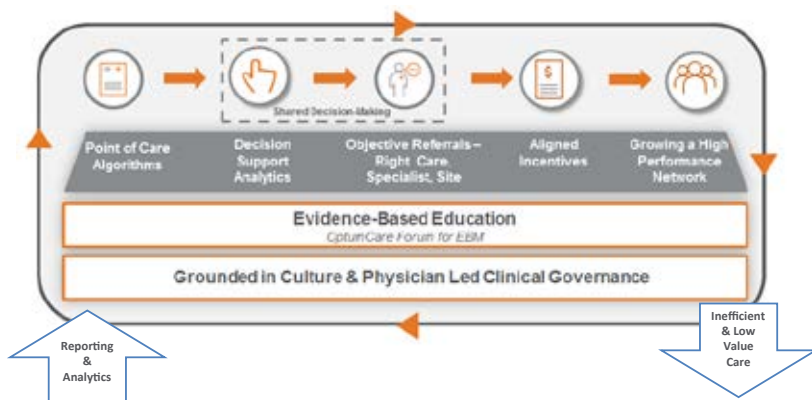 $
Shared Decision-Making
Point of Care
Algorithms
Decision
Support
Analytics
Objective Referrals –
Right Care,
Specialist, Site
Aligned
Incentives
Growing a High
Performance
Network
Evidence-Based Education
OptumCare Forum for EBM
Grounded in Culture & Physician Led Clinical Governance
Reporting
&
Analytics
Inefficient
& Low
Value
Care